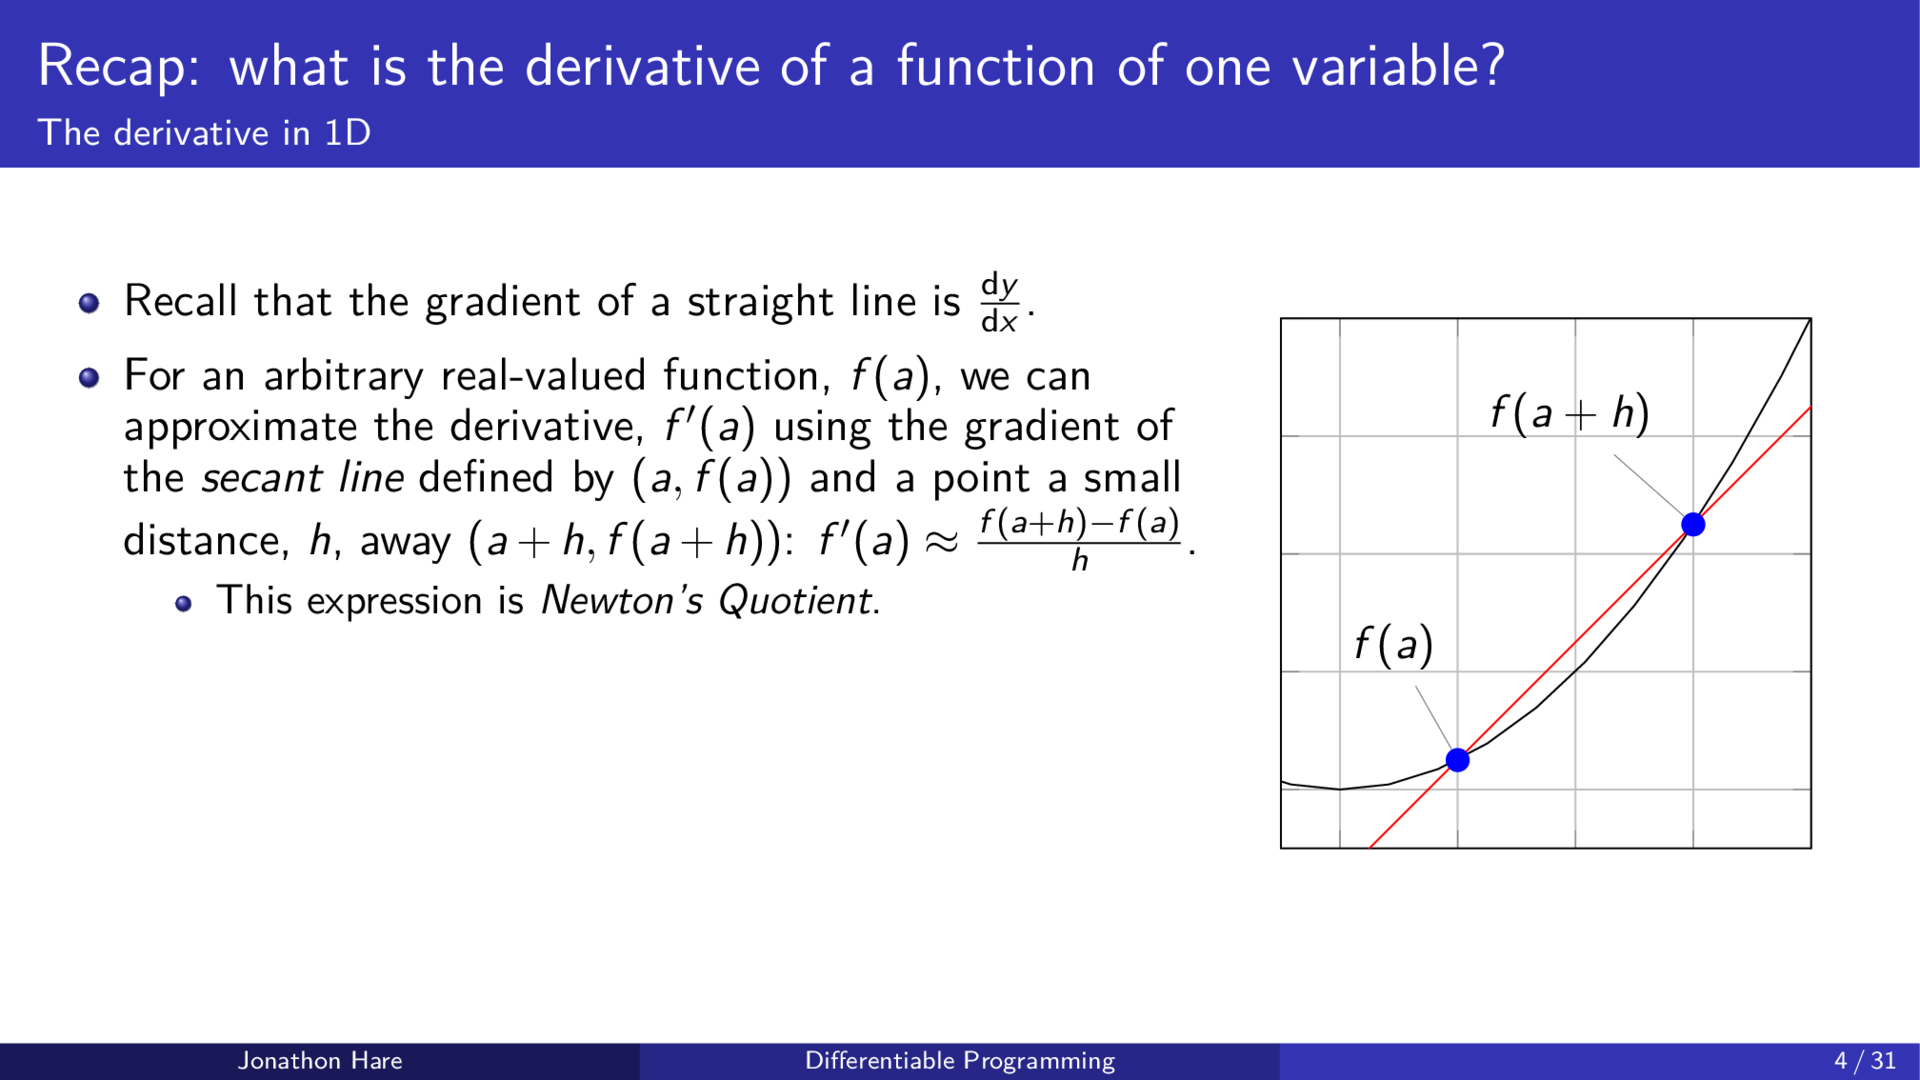 Recap: what is the derivative of a function of one variable?
The derivative in 1D
Recall that the gradient of a straight line is dy/dx.
For an arbitrary real-valued function, f(a), we can
approximate the derivative, f′(a) using the gradient of
the secant line defined by (a, f(a)) and a point a small
distance, h, away (a + h, f(a + h)): f′(a) ≈ f(a+h)−f(a)/h.
This expression is Newton's Quotient.
f(a + h)
f(a)
Jonathon Hare
Differentiable Programming
4 / 31